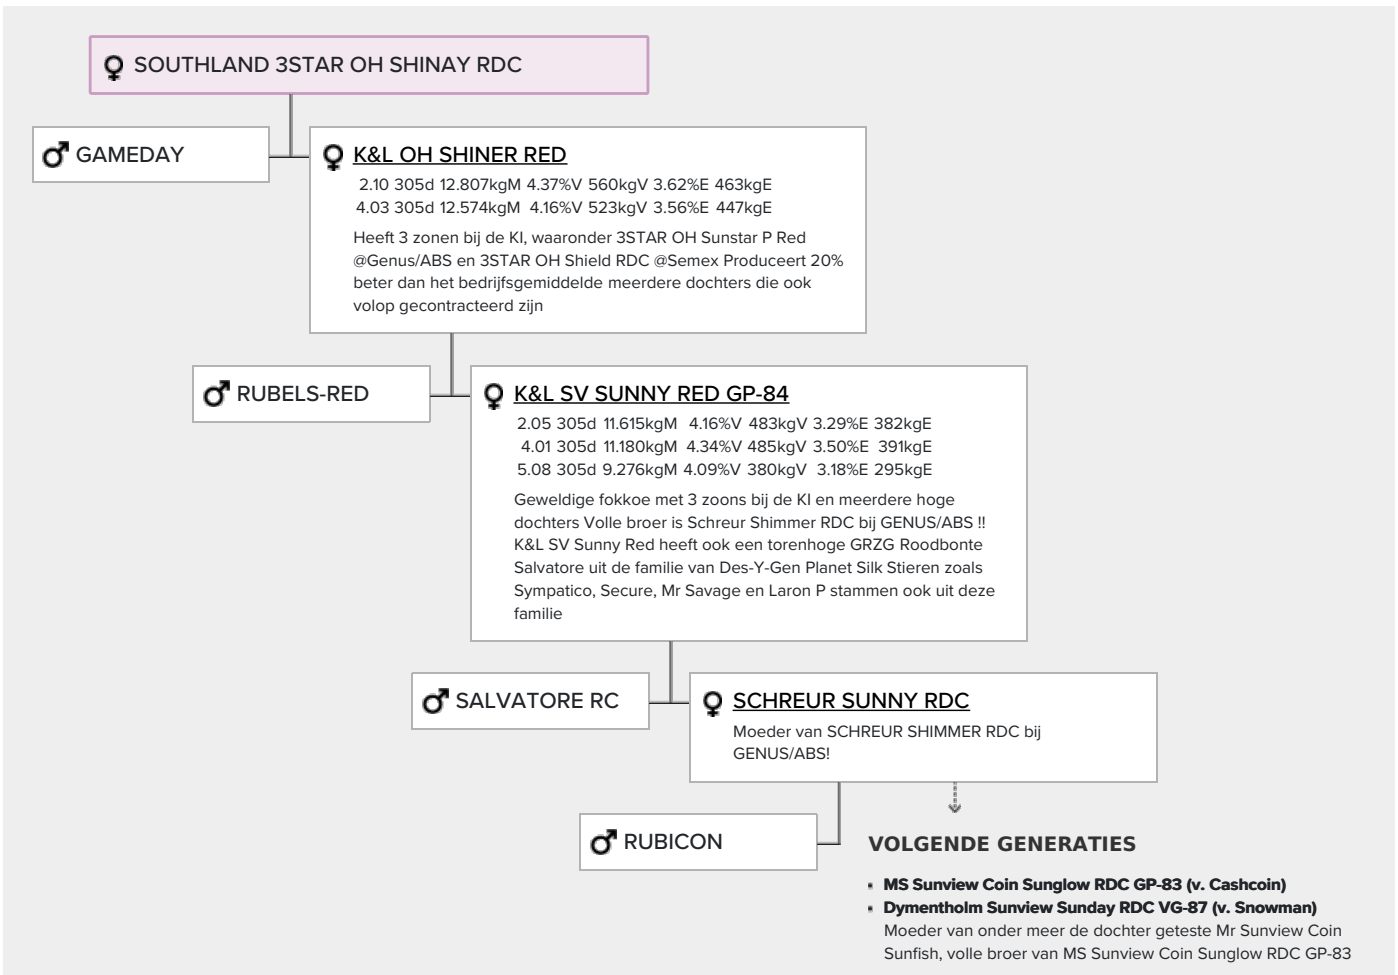 SOUTHLAND 3STAR OH SHINAY RDC
GAMEDAY
K&L OH SHINER RED
2.10 305d 12.807kgM 4.37%V 560kgV 3.62%E 463kgE
4.03 305d 12.574kgM 4.16%V 523kgV 3.56%E 447kgE
Heeft 3 zonen bij de KI, waaronder 3STAR OH Sunstar P Red
@Genus/ABS en 3STAR OH Shield RDC @Semex Produceert 20%
beter dan het bedrijfsgemiddelde meerdere dochters die ook
volop gecontracteerd zijn
RUBELS-RED
K&L SV SUNNY RED GP-84
2.05 305d 11.615kgM 4.16%V 483kgV 3.29%E 382kgE
4.01 305d 11.180kgM 4.34%V 485kgV 3.50%E 391kgE
5.08 305d 9.276kgM 4.09%V 380kgV 3.18%E 295kgE
Geweldige fokkoe met 3 zoons bij de KI en meerdere hoge
dochters Volle broer is Schreur Shimmer RDC bij GENUS/ABS !!
K&L SV Sunny Red heeft ook een torenhoge GRZG Roodbonte
Salvatore uit de familie van Des-Y-Gen Planet Silk Stieren zoals
Sympatico, Secure, Mr Savage en Laron P stammen ook uit deze
familie
SALVATORE RC
SCHREUR SUNNY RDC
Moeder van SCHREUR SHIMMER RDC bij
GENUS/ABS!
RUBICON
VOLGENDE GENERATIES
• MS Sunview Coin Sunglow RDC GP-83 (v. Cashcoin)
• Dymentholm Sunview Sunday RDC VG-87 (v. Snowman)
Moeder van onder meer de dochter geteste Mr Sunview Coin
Sunfish, volle broer van MS Sunview Coin Sunglow RDC GP-83